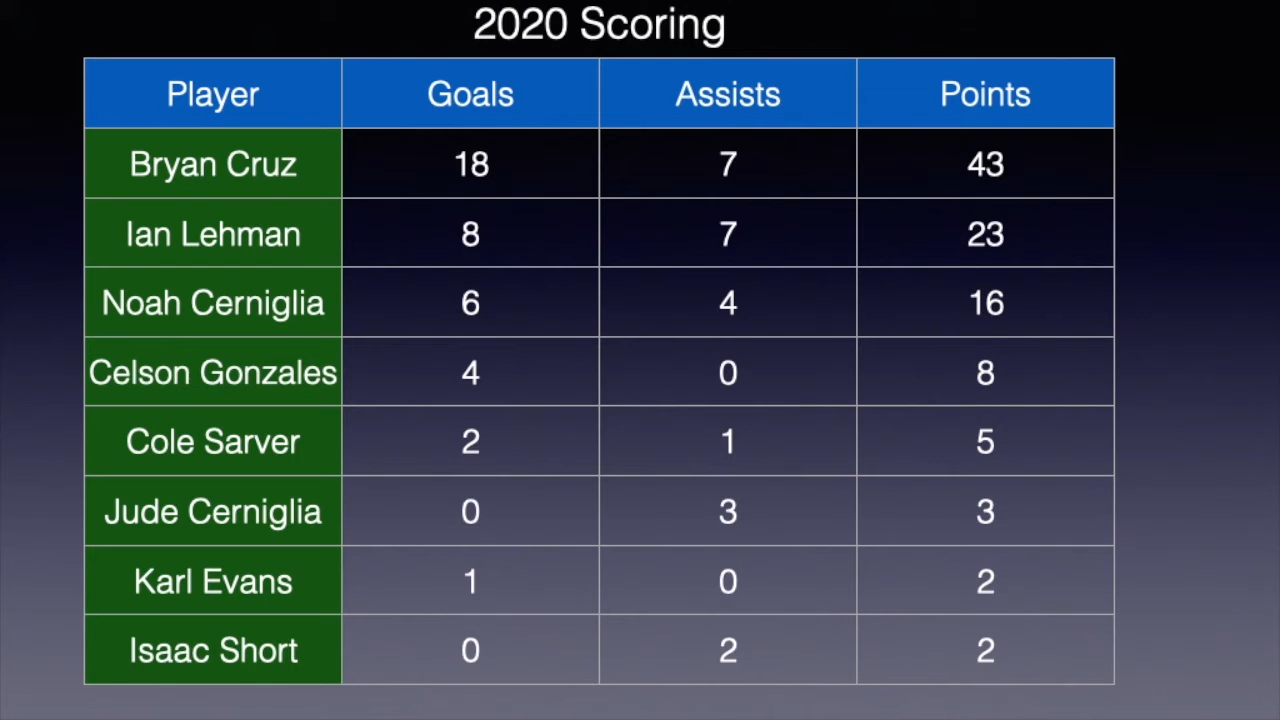 2020 Scoring
Player Goals Assists Points
Bryan Cruz 18 7 43
Ian Lehman 8 7 23
Noah Cerniglia 6 4 16
Celson Gonzales 4 0 8
Cole Sarver 2 1 5
Jude Cerniglia 0 3 3
Karl Evans 1 0 2
Isaac Short 0 2 2